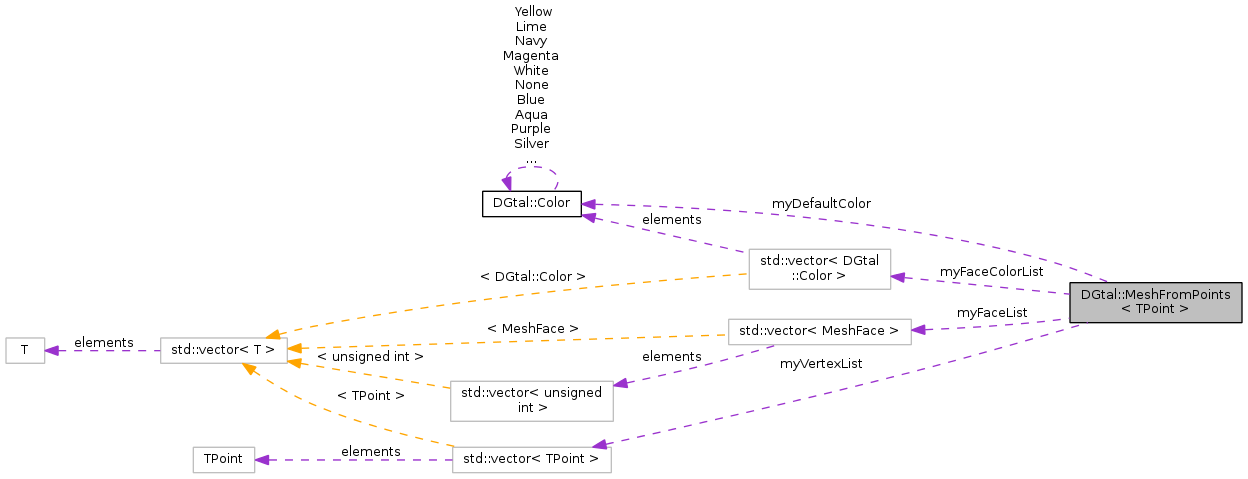 Yellow
Lime
Navy
Magenta
White
None
Blue
Aqua
Purple
Silver
...
DGtal::Color
myDefaultColor
elements
std::vector< DGtal
::Color >
< DGtal::Color >
myFaceColorList
DGtal::MeshFromPoints
< TPoint >
myFaceList
< MeshFace >
std::vector< MeshFace >
T
elements
std::vector< T >
< unsigned int >
elements
myVertexList
std::vector< unsigned
int >
< TPoint >
TPoint
elements
std::vector< TPoint >